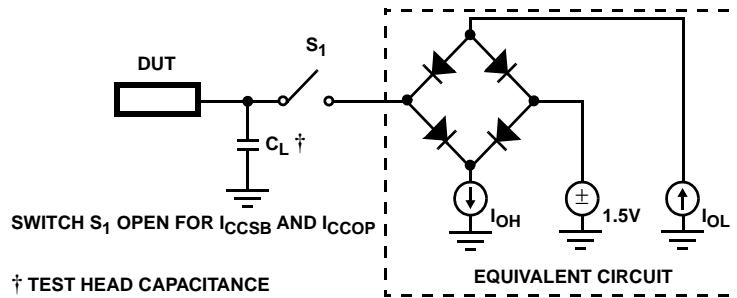 S1
DUT
CL †
IOH
± 1.5V
IOL
SWITCH S1 OPEN FOR ICCSB AND ICCOP
† TEST HEAD CAPACITANCE
EQUIVALENT CIRCUIT